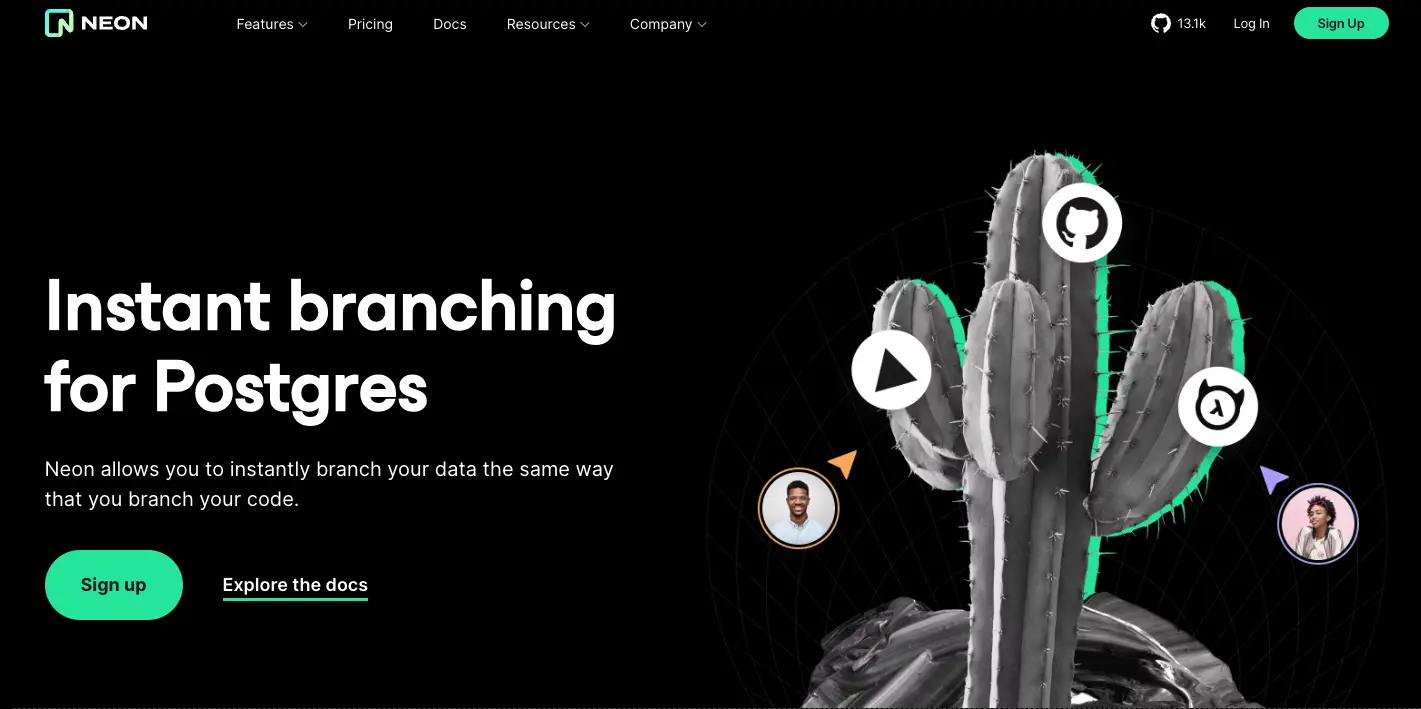 NEON
Features
Pricing
Docs
Resources
Company
13.1k
Log In
Sign Up
Instant branching
for Postgres
Neon allows you to instantly branch your data the same way
that you branch your code.
Sign up
Explore the docs